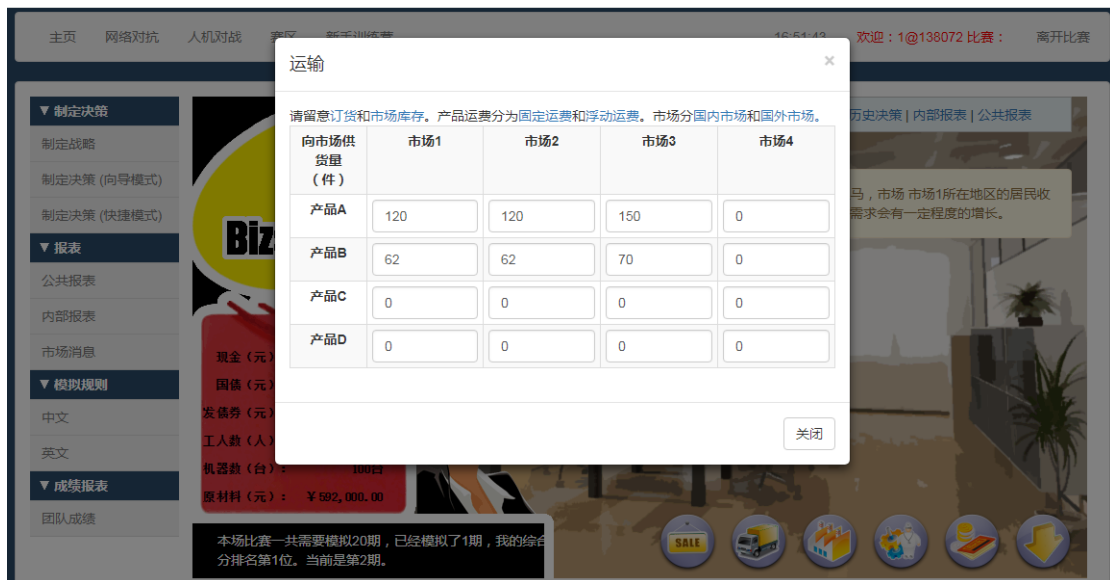 主页 网络对抗 人机对战 赛区 新手训练营 16:51:43 欢迎：1@138072 比赛： 离开比赛
运输 ×
请留意订货和市场库存。产品运费分为固定运费和浮动运费。市场分国内市场和国外市场。
向市场供货量（件） 市场1 市场2 市场3 市场4
产品A 120 120 150 0
产品B 62 62 70 0
产品C 0 0 0 0
产品D 0 0 0 0
关闭
▼ 制定决策
制定战略
制定决策 (向导模式)
制定决策 (快捷模式)
▼ 报表
公共报表
内部报表
市场消息
▼ 模拟规则
中文
英文
▼ 成绩报表
团队成绩
历史决策 | 内部报表 | 公共报表
马，市场 市场1所在地区的居民收
需求会有一定程度的增长。
Biz
现金（元）
国债（元）
发债券（元）
工人数（人）
机器数（台）： 100台
原材料（元）： ￥592,000.00
本场比赛一共需要模拟20期，已经模拟了1期，我的综合
分排名第1位。当前是第2期。
SALE